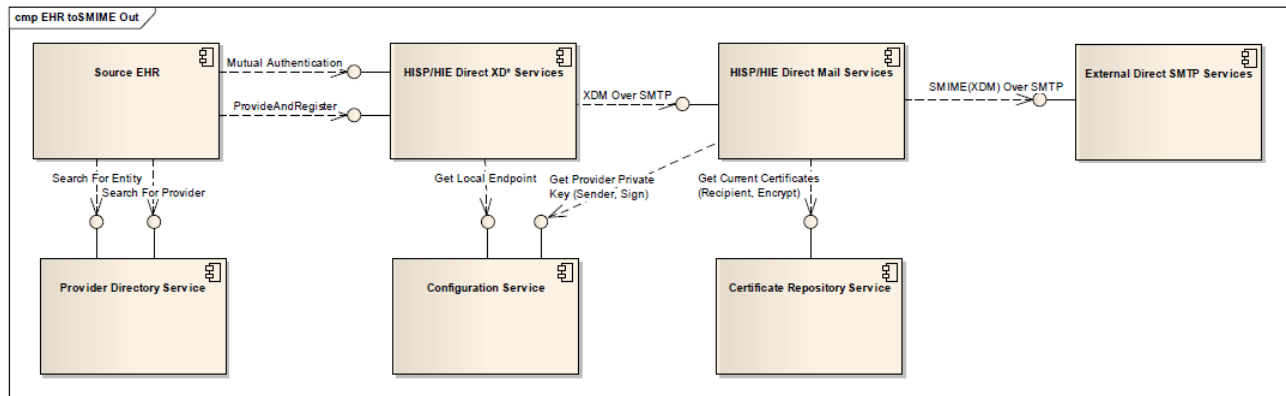 cmp EHR toSMIME Out
Source EHR
Mutual Authentication
HISP/HIE Direct XD* Services
HISP/HIE Direct Mail Services
External Direct SMTP Services
XDM Over SMTP
SMIME(XDM) Over SMTP
ProvideAndRegister
Search For Entity
Search For Provider
Get Local Endpoint
Get Provider Private
Key (Sender, Sign)
Get Current Certificates
(Recipient, Encrypt)
Provider Directory Service
Configuration Service
Certificate Repository Service